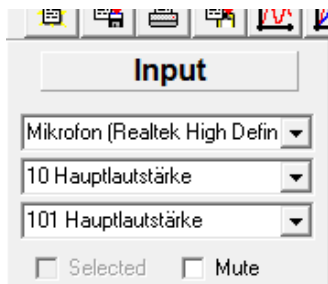 Input
Mikrofon (Realtek High Defin
10 Hauptlautstärke
101 Hauptlautstärke
Selected Mute